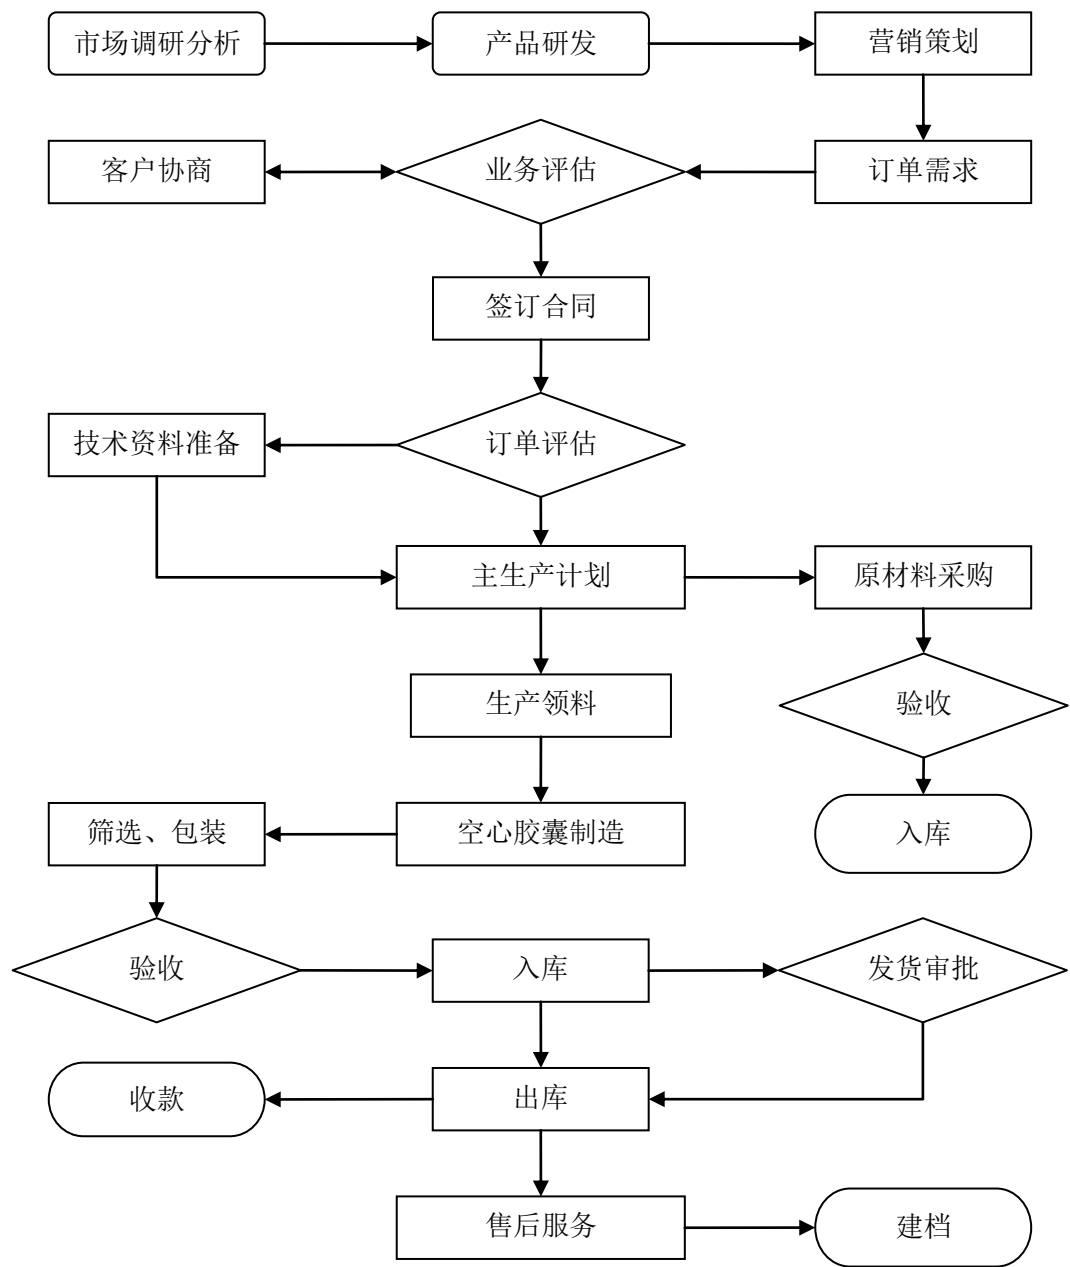 市场调研分析
产品研发
营销策划
客户协商
业务评估
订单需求
签订合同
技术资料准备
订单评估
主生产计划
原材料采购
生产领料
验收
筛选、包装
空心胶囊制造
入库
验收
入库
发货审批
收款
出库
售后服务
建档